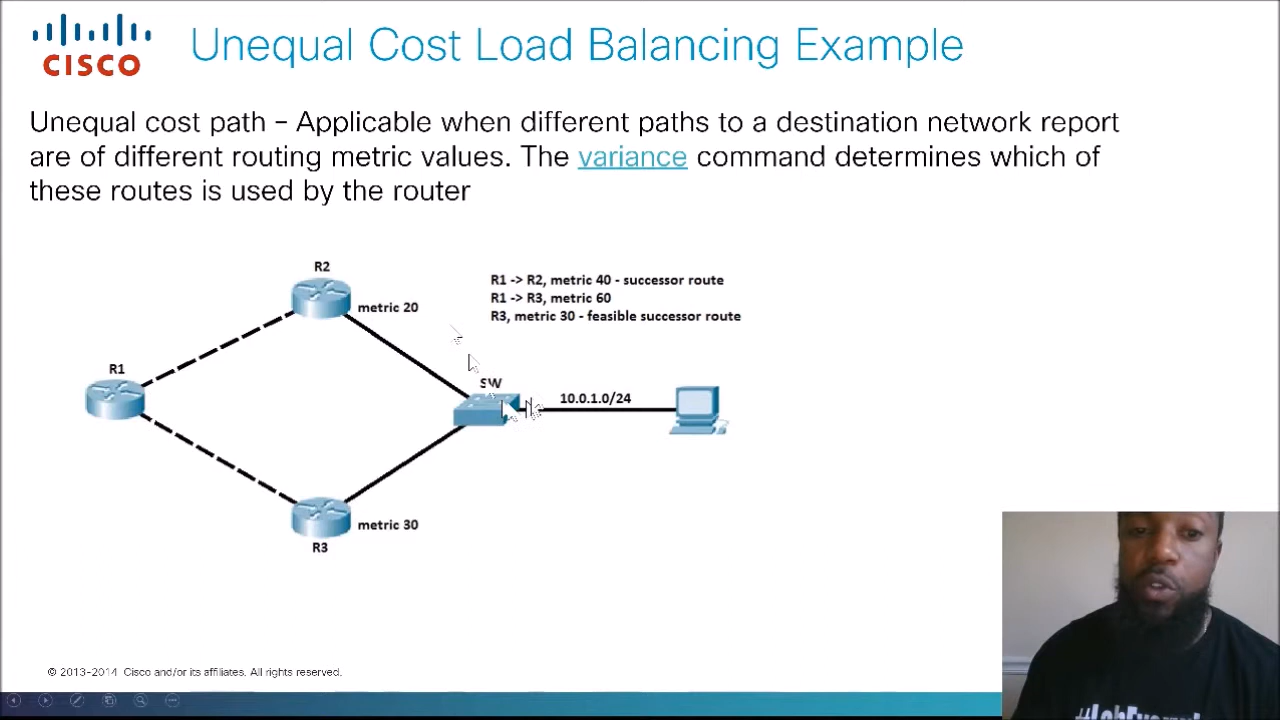 CISCO
Unequal Cost Load Balancing Example
Unequal cost path – Applicable when different paths to a destination network report
are of different routing metric values. The variance command determines which of
these routes is used by the router
R2
R1 -> R2, metric 40 - successor route
R1 -> R3, metric 60
R3, metric 30 - feasible successor route
metric 20
R1
SW
10.0.1.0/24
metric 30
R3
© 2013-2014 Cisco and/or its affiliates. All rights reserved.